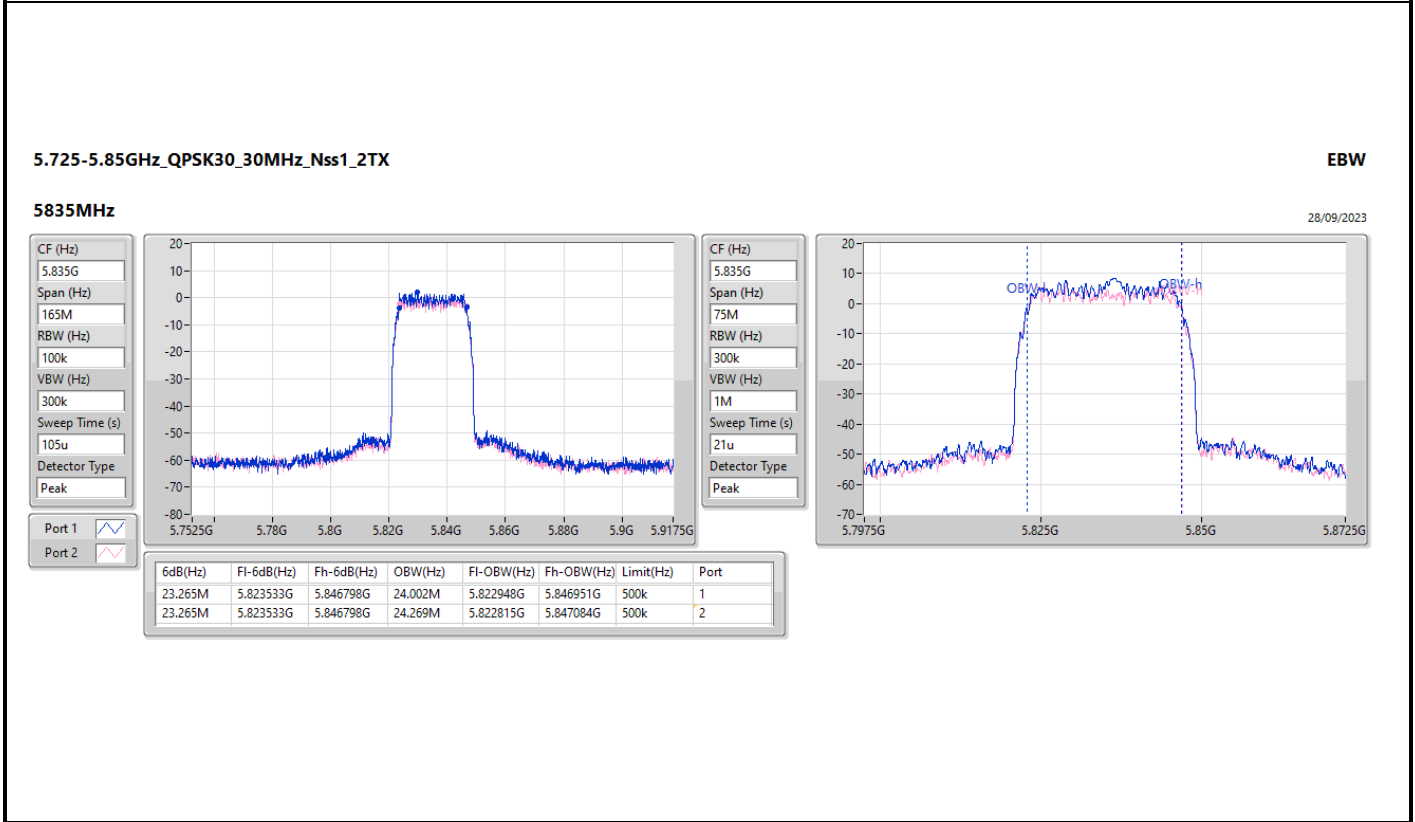 5.725-5.85GHz_QPSK30_30MHz_Nss1_2TX
EBW
5835MHz
28/09/2023
CF (Hz)
5.835G
Span (Hz)
165M
RBW (Hz)
100k
VBW (Hz)
300k
Sweep Time (s)
105u
Detector Type
Peak
Port 1
Port 2
20
10
0
-10
-20
-30
-40
-50
-60
-70
-80
5.7525G 5.76G 5.78G 5.8G 5.82G 5.84G 5.86G 5.88G 5.9G 5.9175G
CF (Hz)
5.835G
Span (Hz)
75M
RBW (Hz)
300k
VBW (Hz)
1M
Sweep Time (s)
21u
Detector Type
Peak
20
10
0
-10
-20
-30
-40
-50
-60
-70
OBW-l OBW-h
5.7975G 5.825G 5.85G 5.8725G
6dB(Hz) Fl-6dB(Hz) Fh-6dB(Hz) OBW(Hz) Fl-OBW(Hz) Fh-OBW(Hz) Limit(Hz) Port
23.265M 5.823533G 5.846798G 24.002M 5.822948G 5.846951G 500k 1
23.265M 5.823533G 5.846798G 24.269M 5.822815G 5.847084G 500k 2